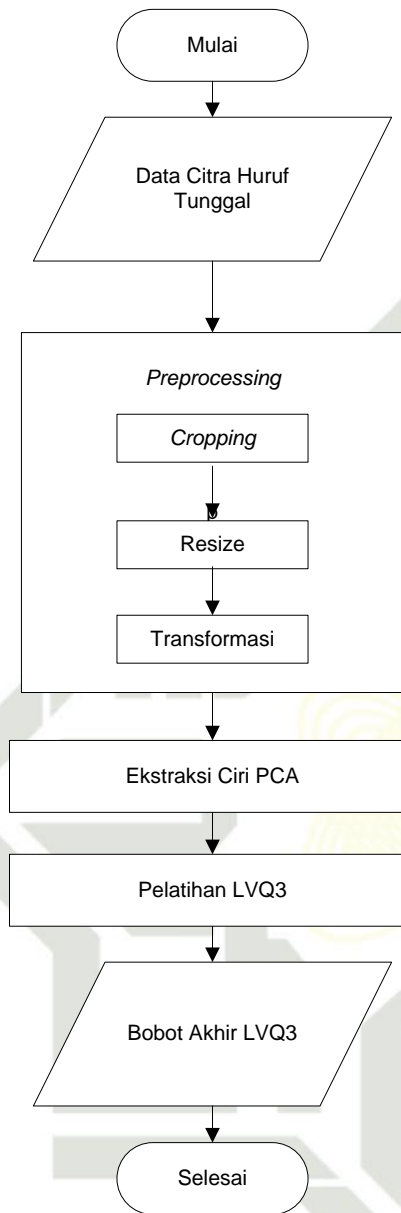 Mulai
Data Citra Huruf
Tunggal
Preprocessing
Cropping
p
Resize
Transformasi
Ekstraksi Ciri PCA
Pelatihan LVQ3
Bobot Akhir LVQ3
Selesai